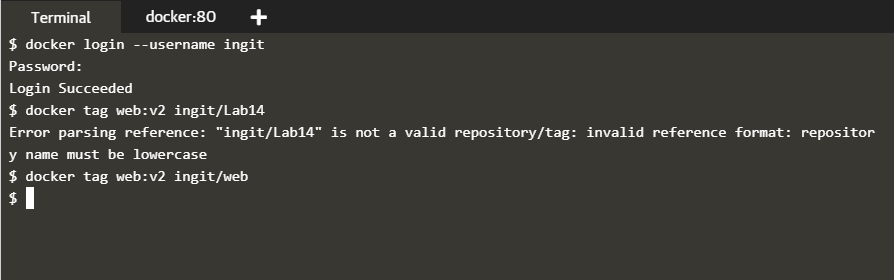 Terminal docker:80 +
$ docker login --username ingit
Password:
Login Succeeded
$ docker tag web:v2 ingit/Lab14
Error parsing reference: "ingit/Lab14" is not a valid repository/tag: invalid reference format: repositor
y name must be lowercase
$ docker tag web:v2 ingit/web
$